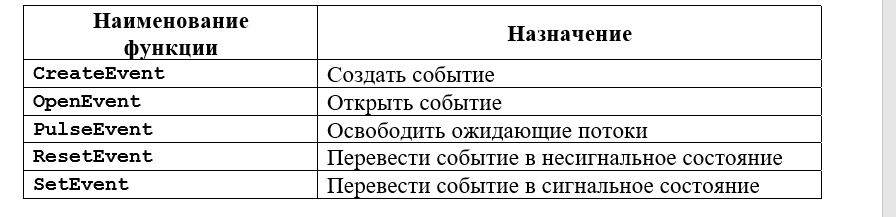 Наименование
функции
Назначение
CreateEvent Создать событие
OpenEvent Открыть событие
PulseEvent Освободить ожидающие потоки
ResetEvent Перевести событие в несигнальное состояние
SetEvent Перевести событие в сигнальное состояние